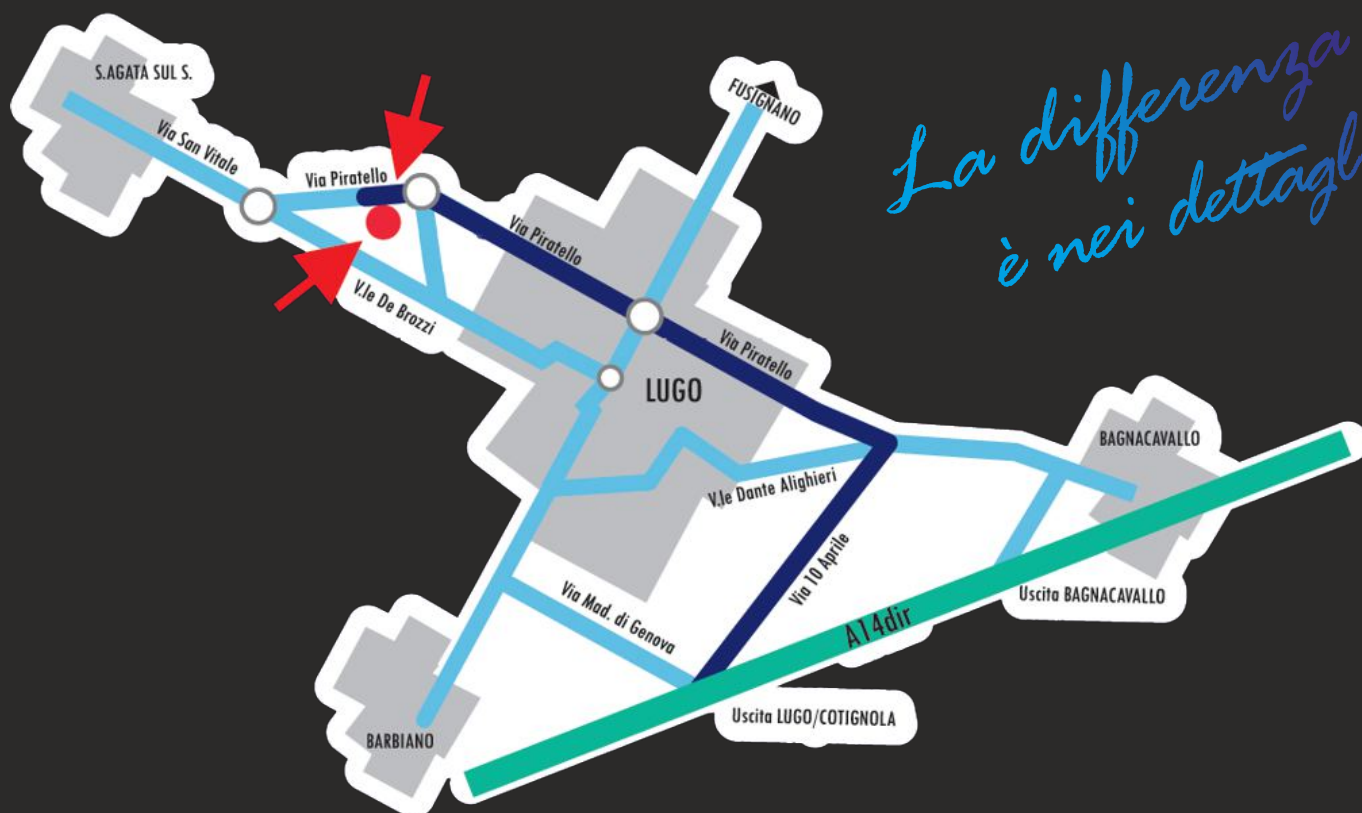 S.AGATA SUL S.
Via San Vitale
Via Piratello
FUSIGNANO
La differenza
è nei dettagl
Via Piratello
V.le De Brozzi
Via Piratello
LUGO
BAGNACAVALLO
V.le Dante Alighieri
Via 10 Aprile
Uscita BAGNACAVALLO
Via Mad. di Genova
A14dir
Uscita LUGO/COTIGNOLA
BARBIANO